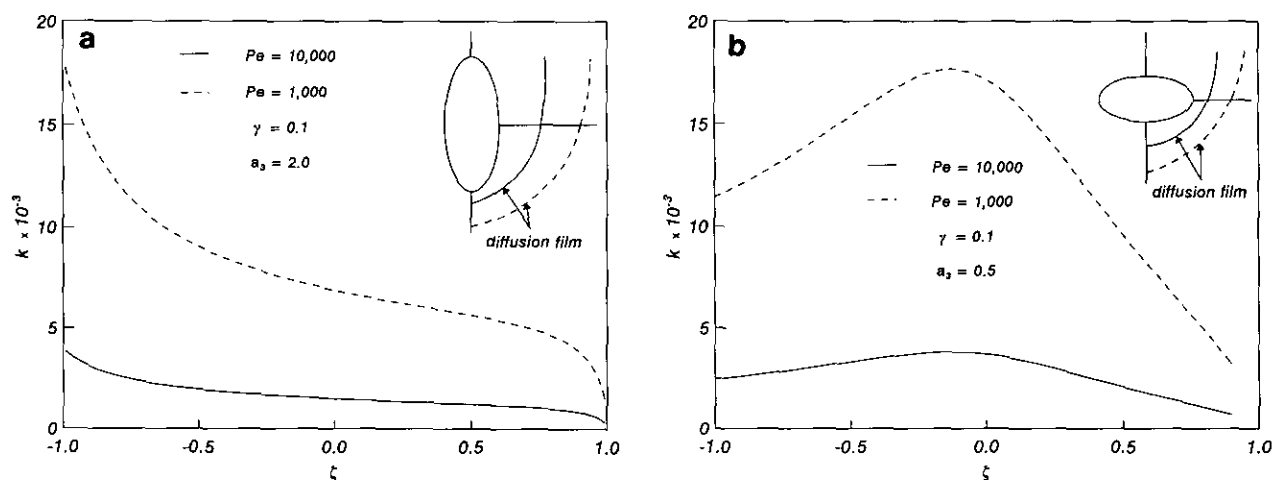 a
Pe = 10,000
Pe = 1,000
γ = 0.1
a₃ = 2.0
diffusion film
20
15
10
5
0
k × 10⁻³
-1.0 -0.5 0.0 0.5 1.0
ζ
b
Pe = 10,000
Pe = 1,000
γ = 0.1
a₃ = 0.5
diffusion film
20
15
10
5
0
k × 10⁻³
-1.0 -0.5 0.0 0.5 1.0
ζ